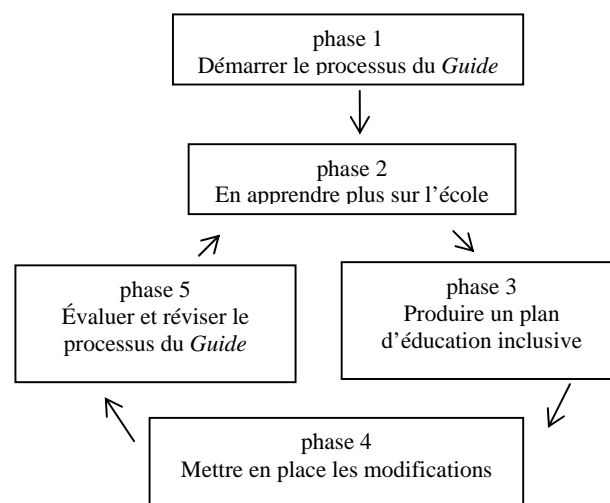 phase 1
Démarrer le processus du Guide
phase 2
En apprendre plus sur l’école
phase 5
Évaluer et réviser le
processus du Guide
phase 3
Produire un plan
d’éducation inclusive
phase 4
Mettre en place les modifications